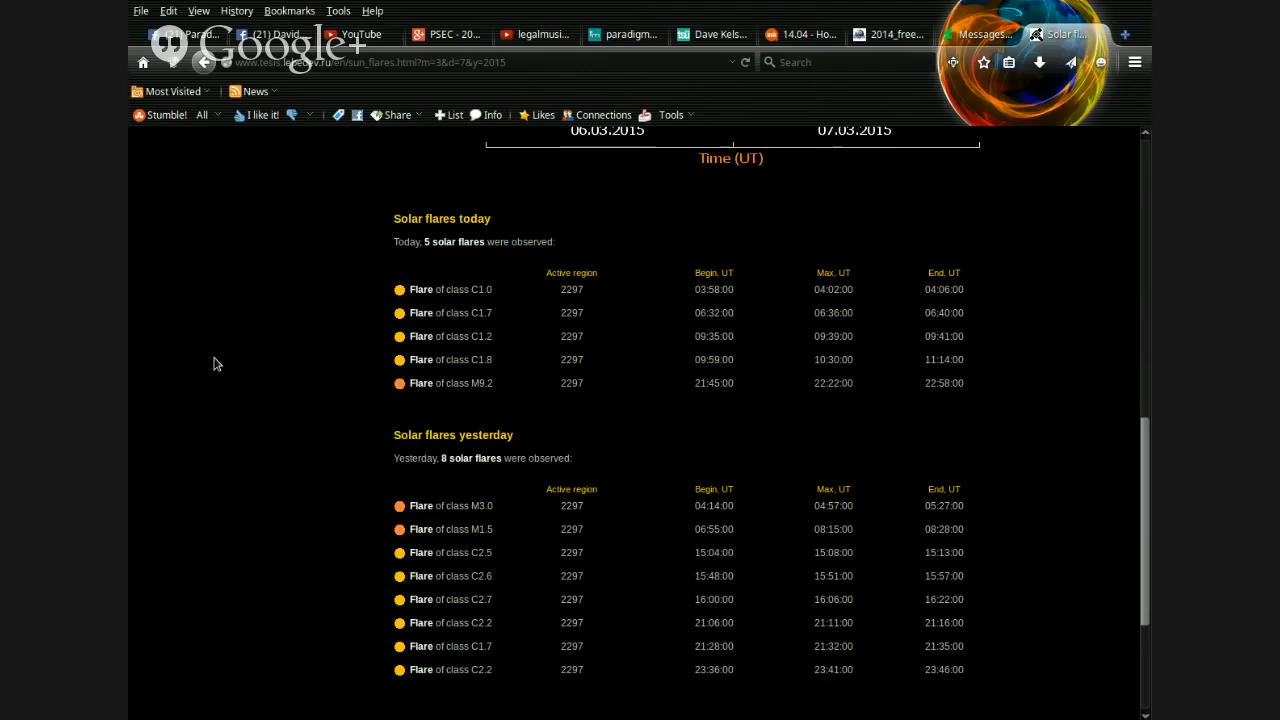 File Edit View History Bookmarks Tools Help
Google+
(21) Parad... (21) David... YouTube PSEC - 20... legalmusi... paradigm... Dave Kels... 14.04 - Ho... 2014_free... Messages... Solar fl...
www.tesis.lebedev.ru/en/sun_flares.html?m=3&d=7&y=2015 Search
Most Visited News
Stumble! All I like it! Share List Info Likes Connections Tools
06.03.2015 07.03.2015
Time (UT)
Solar flares today
Today, 5 solar flares were observed:
Active region Begin, UT Max, UT End, UT
Flare of class C1.0 2297 03:58:00 04:02:00 04:06:00
Flare of class C1.7 2297 06:32:00 06:36:00 06:40:00
Flare of class C1.2 2297 09:35:00 09:39:00 09:41:00
Flare of class C1.8 2297 09:59:00 10:30:00 11:14:00
Flare of class M9.2 2297 21:45:00 22:22:00 22:58:00
Solar flares yesterday
Yesterday, 8 solar flares were observed:
Active region Begin, UT Max, UT End, UT
Flare of class M3.0 2297 04:14:00 04:57:00 05:27:00
Flare of class M1.5 2297 06:55:00 08:15:00 08:28:00
Flare of class C2.5 2297 15:04:00 15:08:00 15:13:00
Flare of class C2.6 2297 15:48:00 15:51:00 15:57:00
Flare of class C2.7 2297 16:00:00 16:06:00 16:22:00
Flare of class C2.2 2297 21:06:00 21:11:00 21:16:00
Flare of class C1.7 2297 21:28:00 21:32:00 21:35:00
Flare of class C2.2 2297 23:36:00 23:41:00 23:46:00